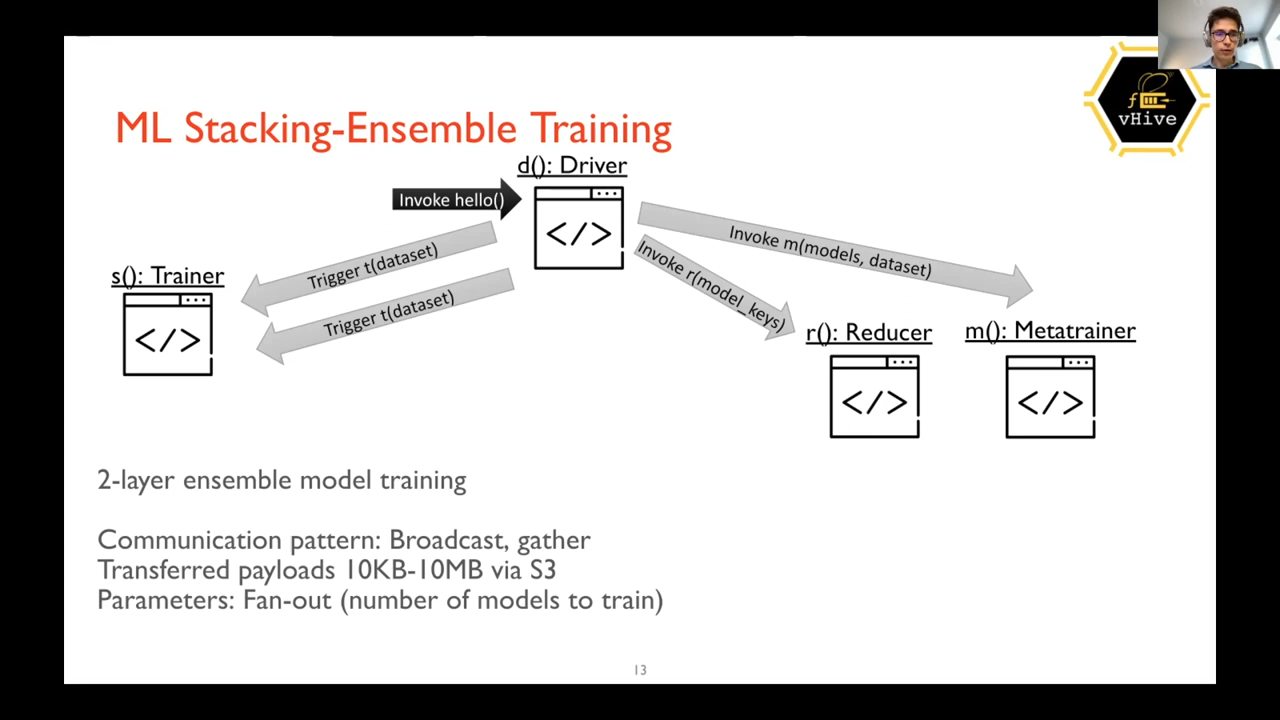 ML Stacking-Ensemble Training
vHive
d(): Driver
Invoke hello()
</>
Trigger t(dataset)
Trigger t(dataset)
Invoke m(models, dataset)
Invoke r(model_keys)
s(): Trainer
</>
r(): Reducer
</>
m(): Metatrainer
</>
2-layer ensemble model training
Communication pattern: Broadcast, gather
Transferred payloads 10KB-10MB via S3
Parameters: Fan-out (number of models to train)
13